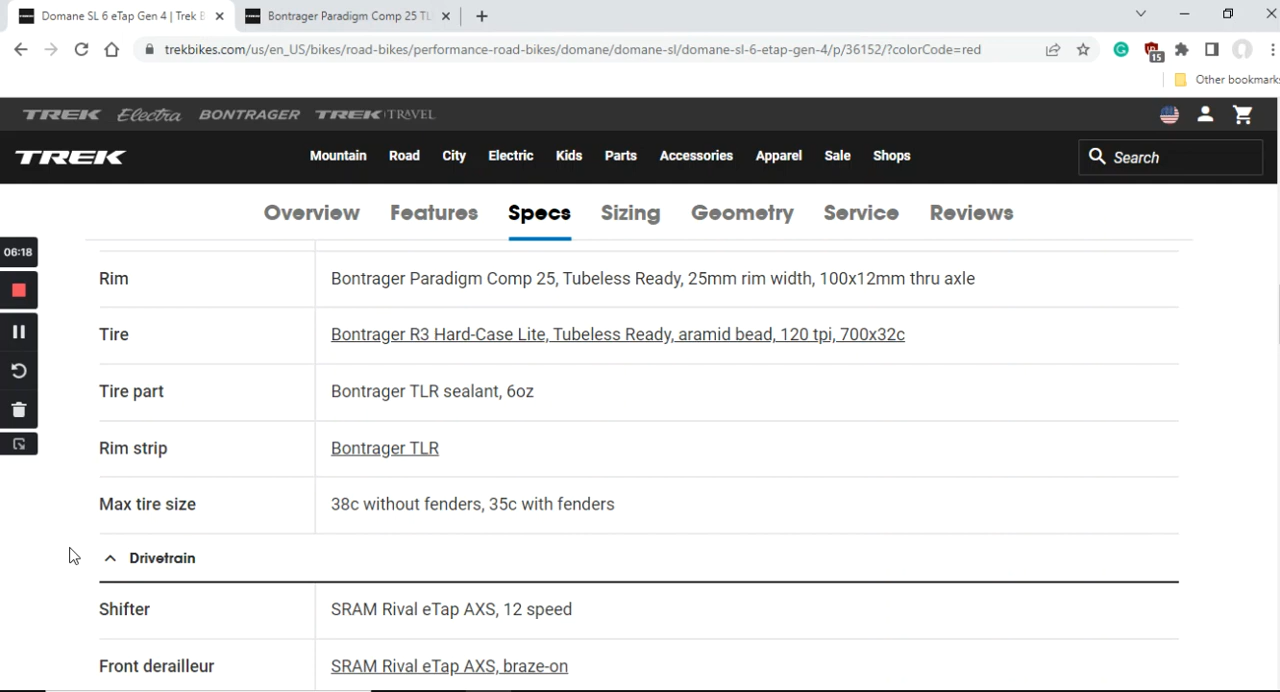 Domane SL 6 eTap Gen 4 | Trek B
Bontrager Paradigm Comp 25 TL
trekbikes.com/us/en_US/bikes/road-bikes/performance-road-bikes/domane/domane-sl/domane-sl-6-etap-gen-4/p/36152/?colorCode=red
15
Other bookmarks
TREK Electra BONTRAGER TREK TRAVEL
TREK Mountain Road City Electric Kids Parts Accessories Apparel Sale Shops Search
Overview Features Specs Sizing Geometry Service Reviews
06:18
Rim Bontrager Paradigm Comp 25, Tubeless Ready, 25mm rim width, 100x12mm thru axle
Tire Bontrager R3 Hard-Case Lite, Tubeless Ready, aramid bead, 120 tpi, 700x32c
Tire part Bontrager TLR sealant, 6oz
Rim strip Bontrager TLR
Max tire size 38c without fenders, 35c with fenders
Drivetrain
Shifter SRAM Rival eTap AXS, 12 speed
Front derailleur SRAM Rival eTap AXS, braze-on